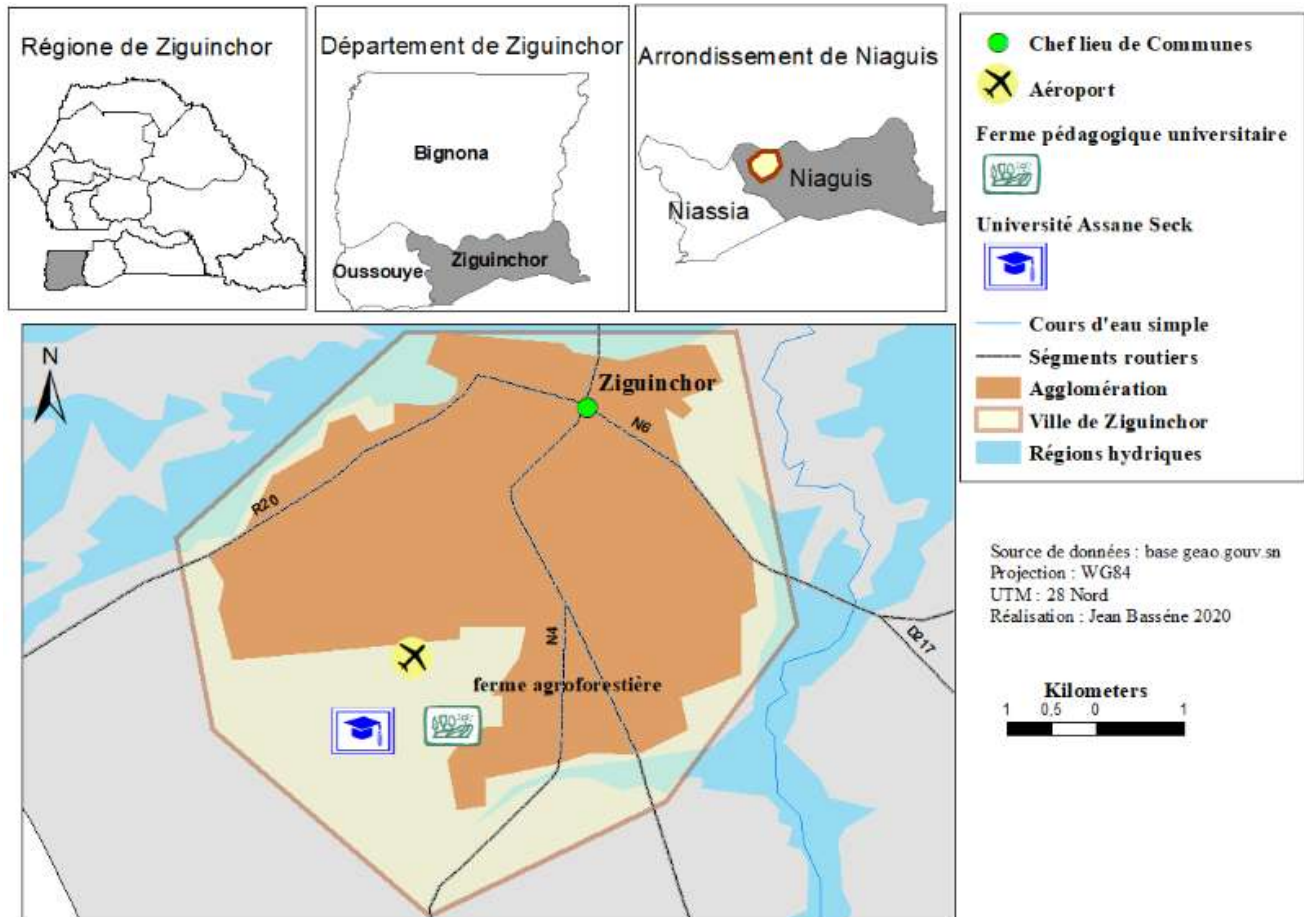 Régione de Ziguinchor
Département de Ziguinchor
Bignona
Oussouye
Ziguinchor
Arrondissement de Niaguis
Niassia
Niaguis
Chef lieu de Communes
Aéroport
Ferme pédagogique universitaire
Université Assane Seck
Cours d'eau simple
Ségments routiers
Agglomération
Ville de Ziguinchor
Régions hydriques
N
Ziguinchor
N6
R20
N4
D217
ferme agroforestière
Source de données : base geao.gouv.sn
Projection : WG84
UTM : 28 Nord
Réalisation : Jean Basséne 2020
Kilometers
1 0,5 0 1